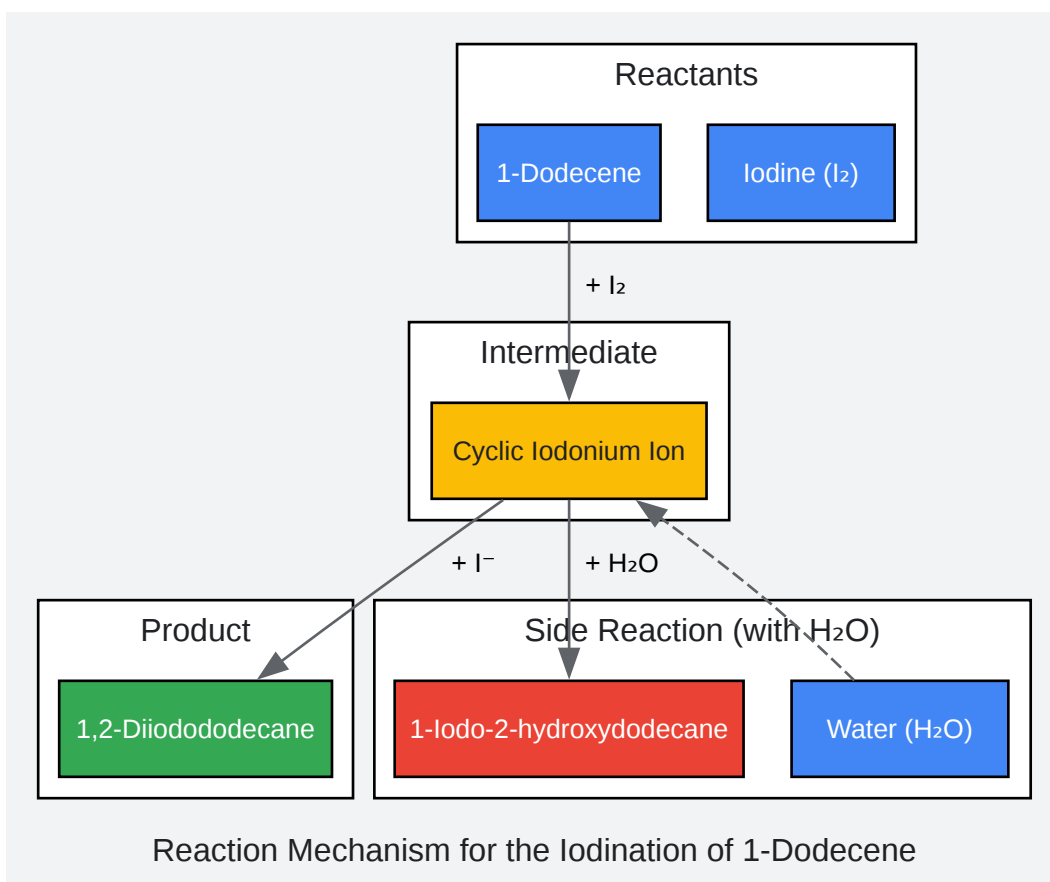 Reactants
1-Dodecene
Iodine (I₂)
+ I₂
Intermediate
Cyclic Iodonium Ion
+ I⁻
+ H₂O
Product
Side Reaction (with H₂O)
1,2-Diiodododecane
1-Iodo-2-hydroxydodecane
Water (H₂O)
Reaction Mechanism for the Iodination of 1-Dodecene